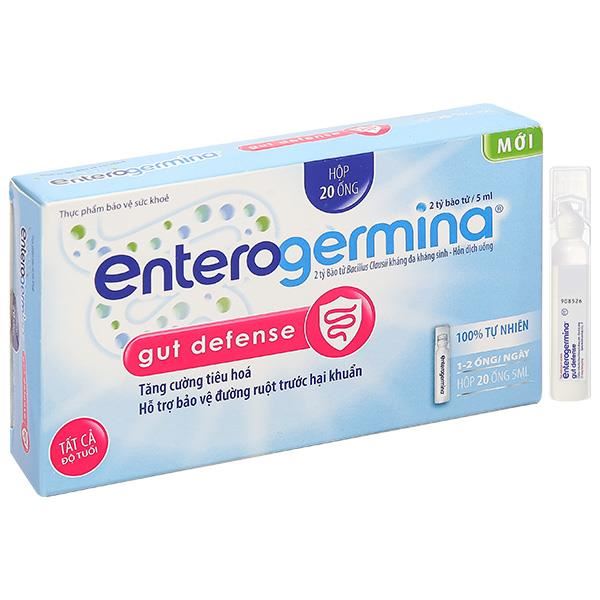 MỚI
HỘP
20 ỐNG
Thực phẩm bảo vệ sức khoẻ
2 tỷ bào tử / 5 ml
enterogermina®
2 tỷ Bào tử Bacillus Clausii kháng đa kháng sinh - Hỗn dịch uống
gut defense
Tăng cường tiêu hoá
Hỗ trợ bảo vệ đường ruột trước hại khuẩn
TẤT CẢ
ĐỘ TUỔI
enterogermina
100% TỰ NHIÊN
1-2 ỐNG/ NGÀY
HỘP 20 ỐNG 5ML
enterogermina
908526
enterogermina
gut defense